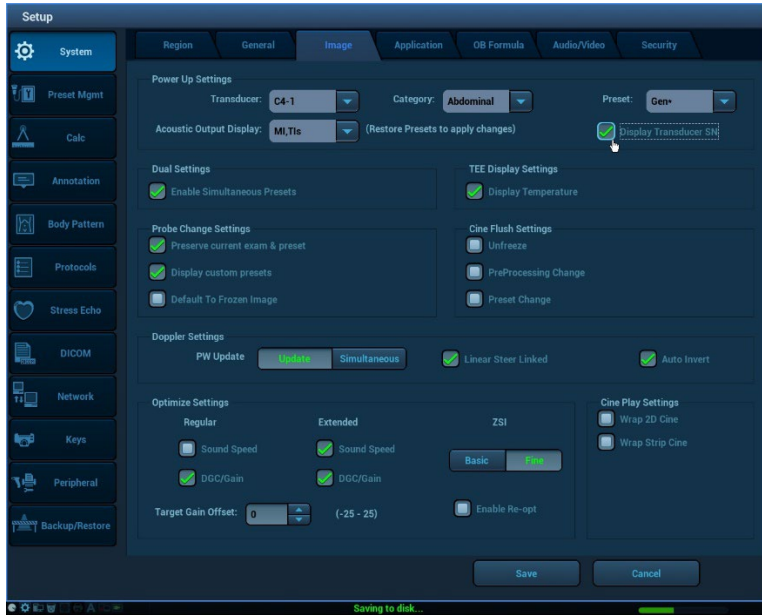 Setup
System
Preset Mgmt
Calc
Annotation
Body Pattern
Protocols
Stress Echo
DICOM
Network
Keys
Peripheral
Backup/Restore
Region General Image Application OB Formula Audio/Video Security
Power Up Settings
Transducer: C4-1 Category: Abdominal Preset: Gen*
Acoustic Output Display: MI,TIs (Restore Presets to apply changes) Display Transducer SN
Dual Settings
Enable Simultaneous Presets
TEE Display Settings
Display Temperature
Probe Change Settings
Preserve current exam & preset
Display custom presets
Default To Frozen Image
Cine Flush Settings
Unfreeze
PreProcessing Change
Preset Change
Doppler Settings
PW Update Update Simultaneous Linear Steer Linked Auto Invert
Optimize Settings
Regular Extended ZSI
Sound Speed Sound Speed
Basic Fine
DGC/Gain DGC/Gain
Target Gain Offset: 0 (-25 - 25) Enable Re-opt
Cine Play Settings
Wrap 2D Cine
Wrap Strip Cine
Save Cancel
Saving to disk...